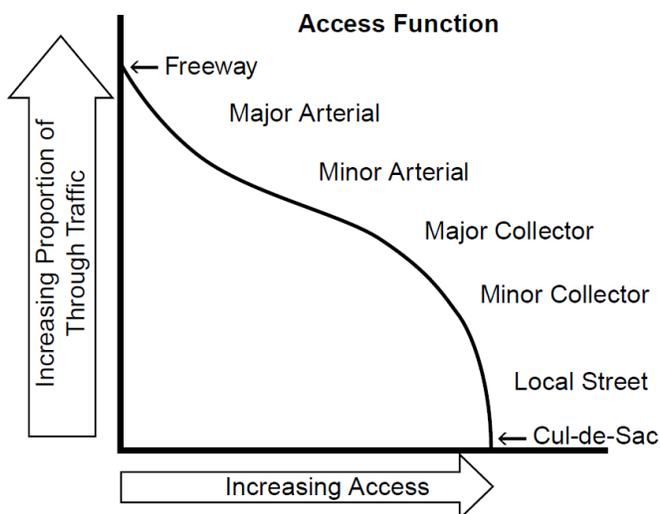 Access Function
Freeway
Major Arterial
Minor Arterial
Major Collector
Minor Collector
Local Street
Cul-de-Sac
Increasing Proportion of
Through Traffic
Increasing Access